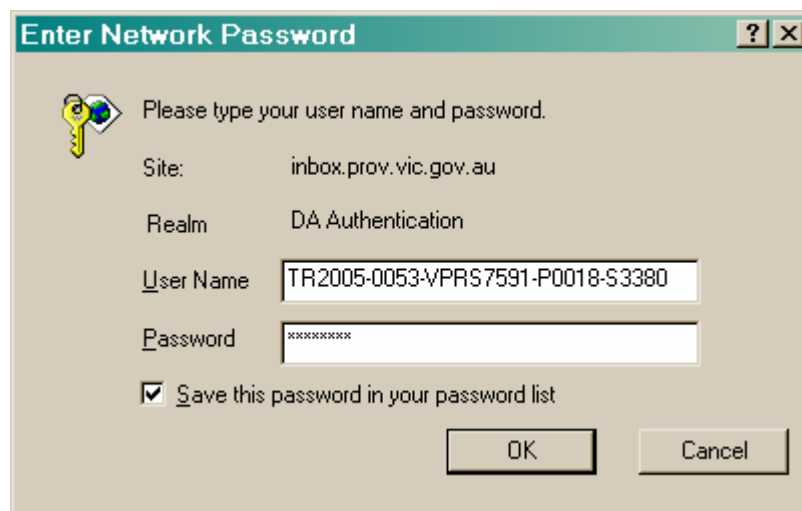 Enter Network Password
Please type your user name and password.
Site: inbox.prov.vic.gov.au
Realm DA Authentication
User Name TR2005-0053-VPRS7591-P0018-S3380
Password ********
Save this password in your password list
OK Cancel